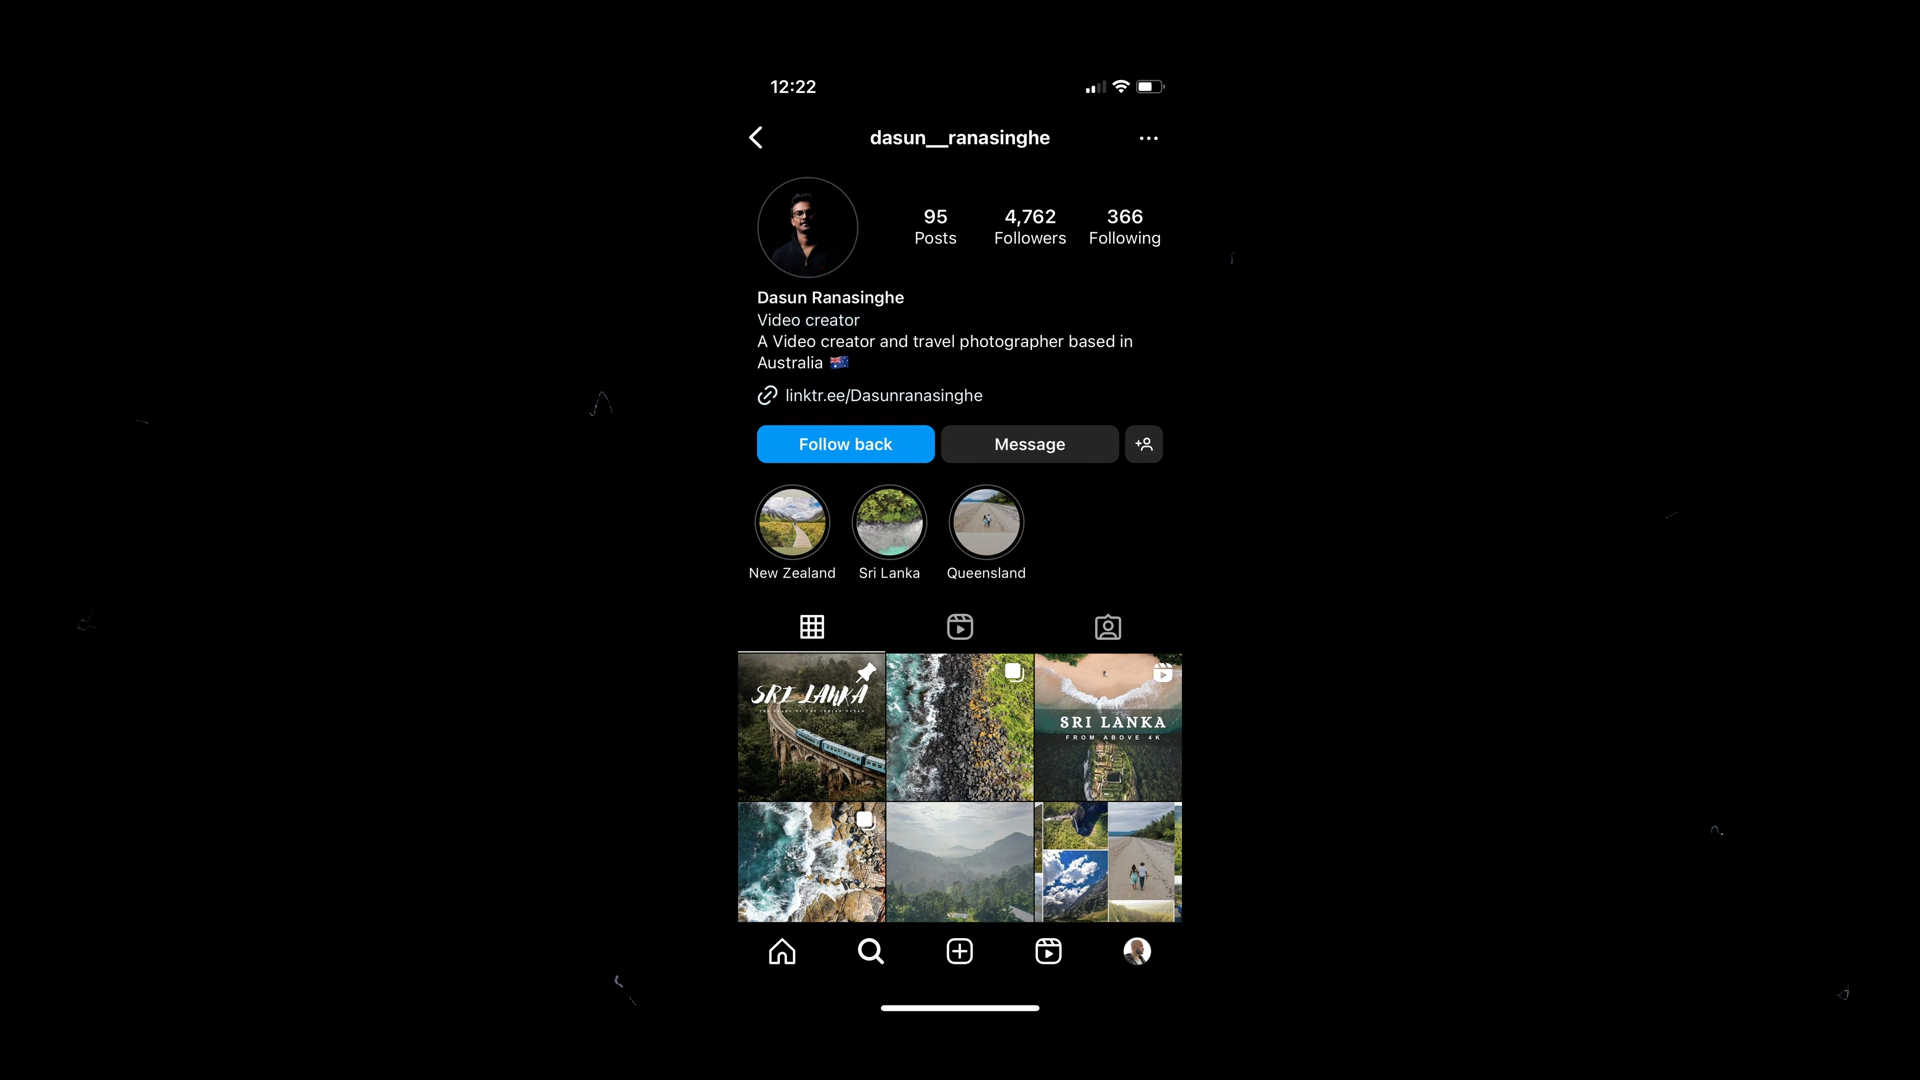 12:22
dasun__ranasinghe
95
Posts
4,762
Followers
366
Following
Dasun Ranasinghe
Video creator
A Video creator and travel photographer based in
Australia 🇦🇺
linktr.ee/Dasunranasinghe
Follow back
Message
New Zealand
Sri Lanka
Queensland
SRI LANKA
SRI LANKA
FROM ABOVE 4K